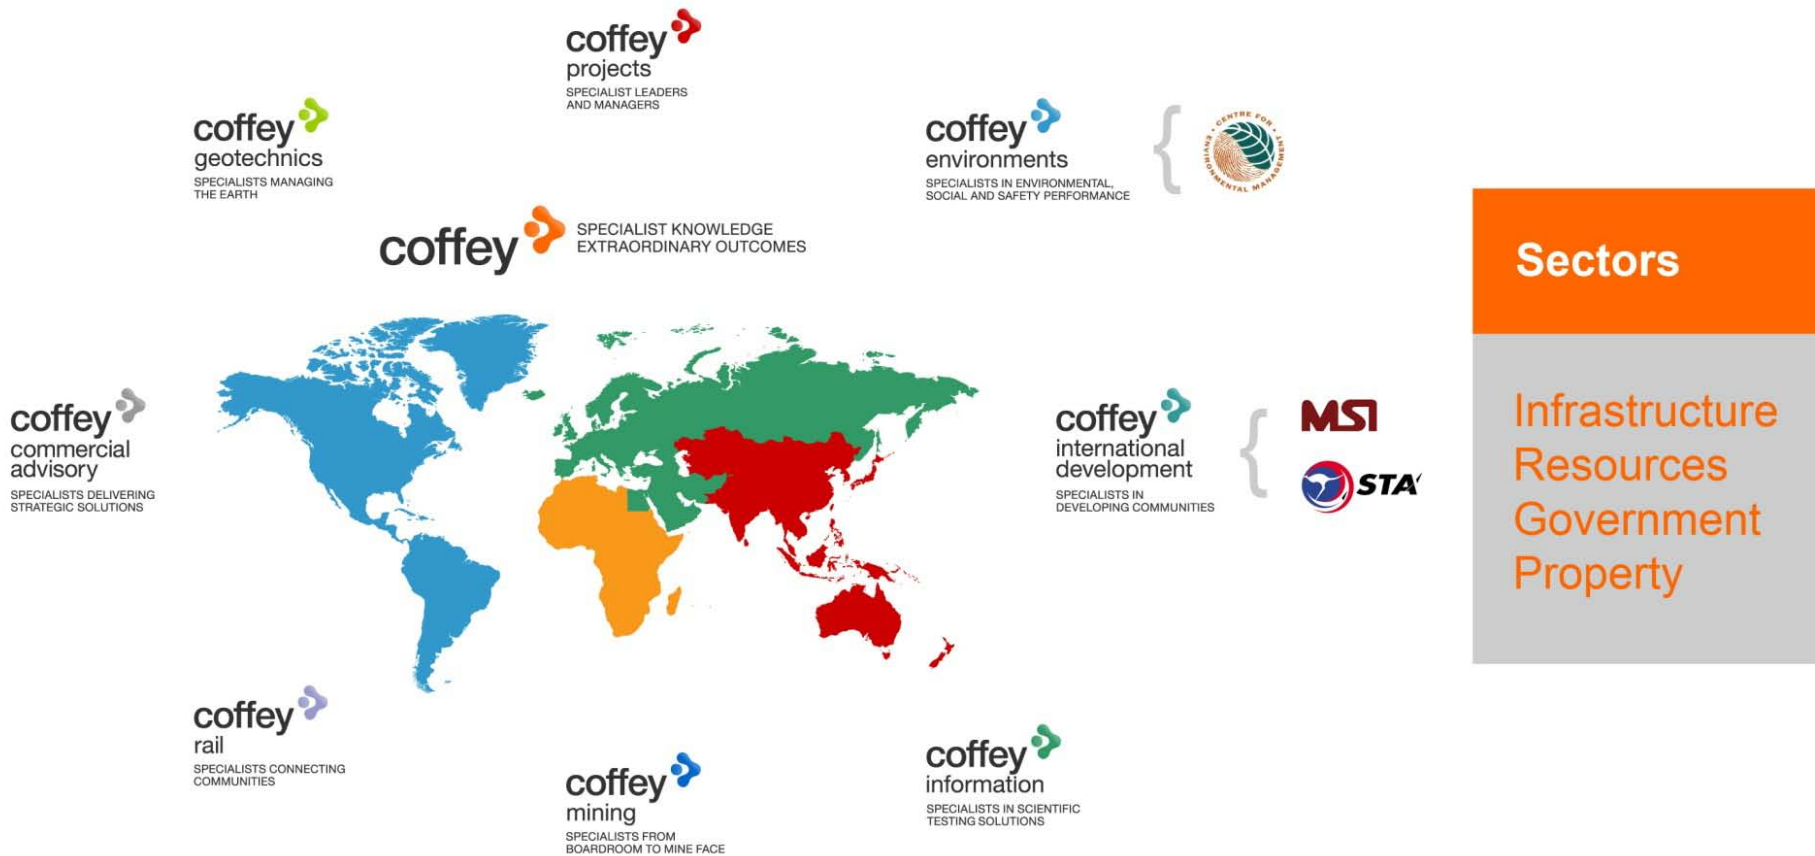 coffey
projects
SPECIALIST LEADERS
AND MANAGERS
coffey
geotechnics
SPECIALISTS MANAGING
THE EARTH
coffey
environments
SPECIALISTS IN ENVIRONMENTAL,
SOCIAL AND SAFETY PERFORMANCE
{
• CENTRE FOR •
ENVIRONMENTAL MANAGEMENT
coffey
SPECIALIST KNOWLEDGE
EXTRAORDINARY OUTCOMES
Sectors
Infrastructure
Resources
Government
Property
coffey
commercial
advisory
SPECIALISTS DELIVERING
STRATEGIC SOLUTIONS
coffey
international
development
SPECIALISTS IN
DEVELOPING COMMUNITIES
{
MSI
STA
coffey
rail
SPECIALISTS CONNECTING
COMMUNITIES
coffey
mining
SPECIALISTS FROM
BOARDROOM TO MINE FACE
coffey
information
SPECIALISTS IN SCIENTIFIC
TESTING SOLUTIONS